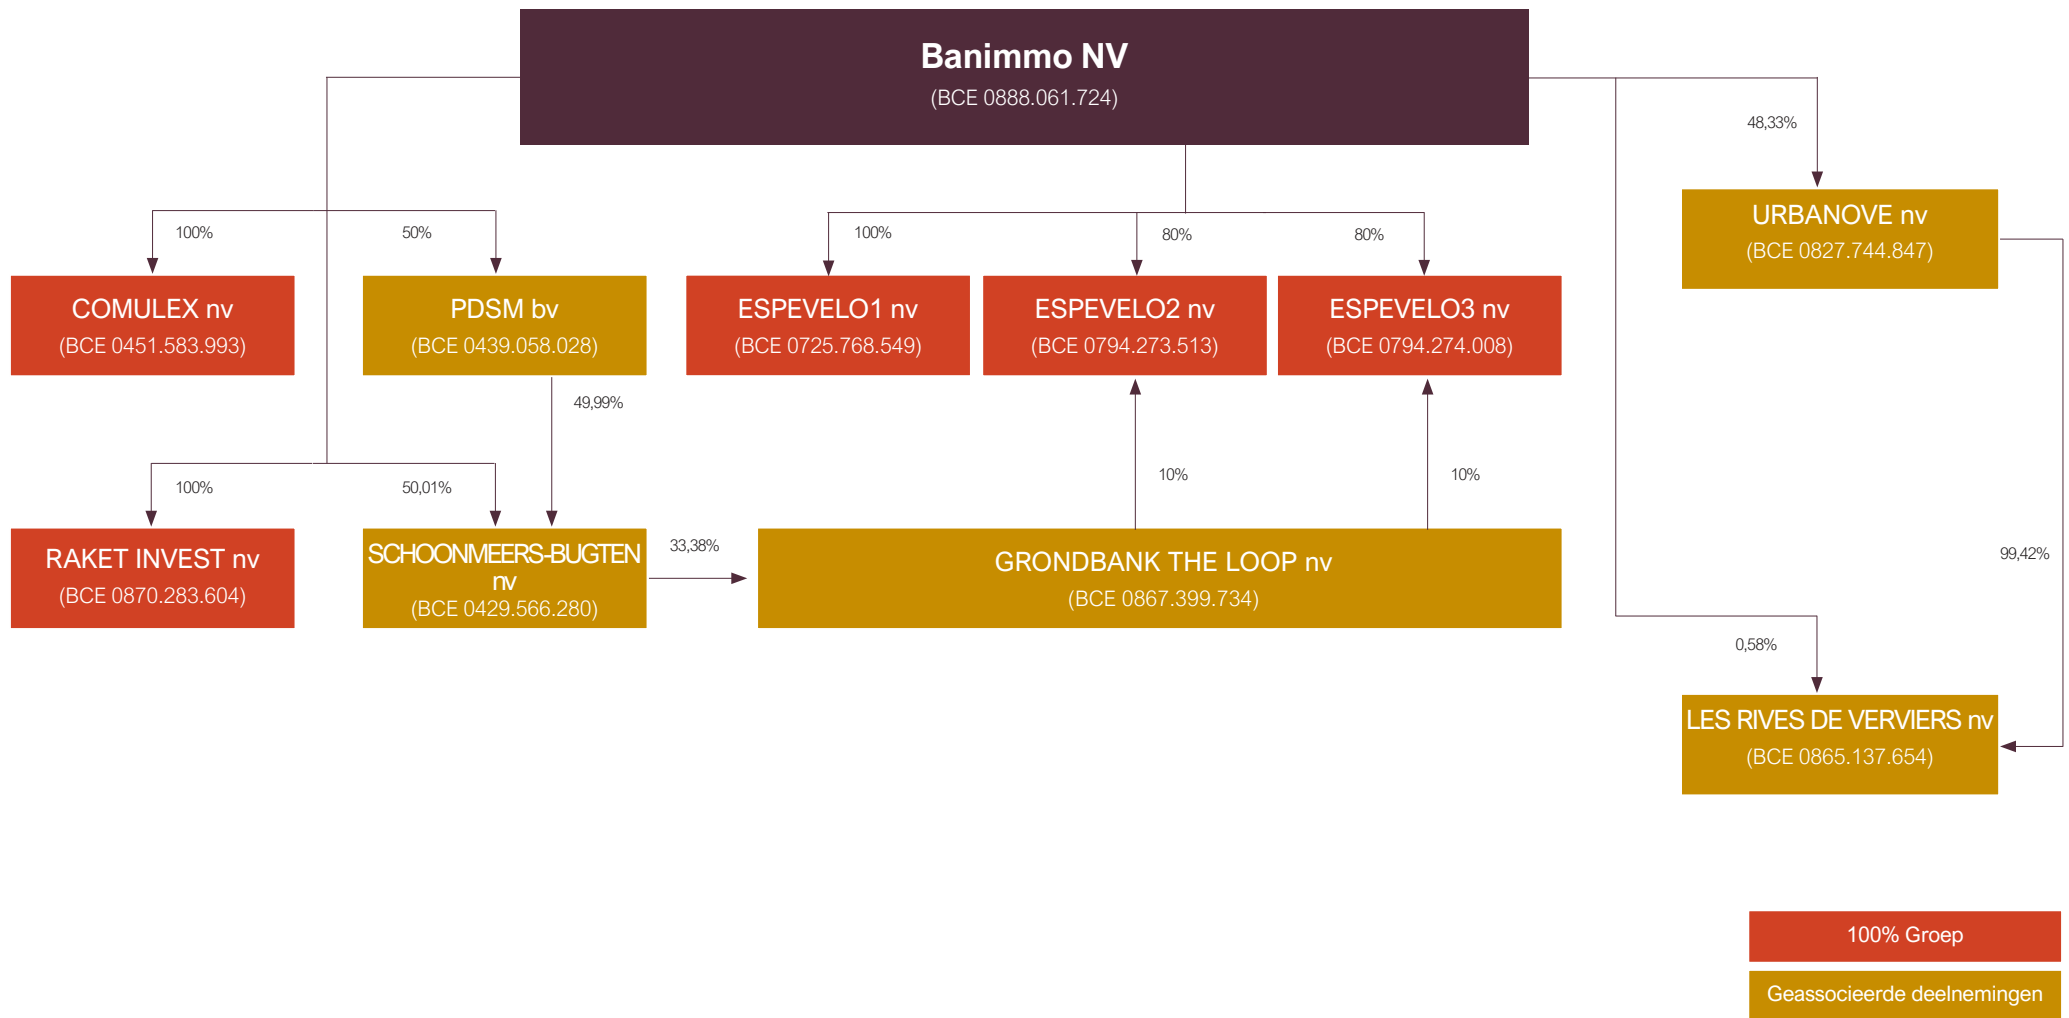 Banimmo NV
(BCE 0888.061.724)
48,33%
URBANOVE nv
(BCE 0827.744.847)
100%
50%
100%
80%
80%
COMULEX nv
(BCE 0451.583.993)
PDSM bv
(BCE 0439.058.028)
ESPEVELO1 nv
(BCE 0725.768.549)
ESPEVELO2 nv
(BCE 0794.273.513)
ESPEVELO3 nv
(BCE 0794.274.008)
49,99%
100%
50,01%
10%
10%
RAKET INVEST nv
(BCE 0870.283.604)
SCHOONMEERS-BUGTEN
nv
(BCE 0429.566.280)
33,38%
GRONDBANK THE LOOP nv
(BCE 0867.399.734)
99,42%
0,58%
LES RIVES DE VERVIERS nv
(BCE 0865.137.654)
100% Groep
Geassocieerde deelnemingen